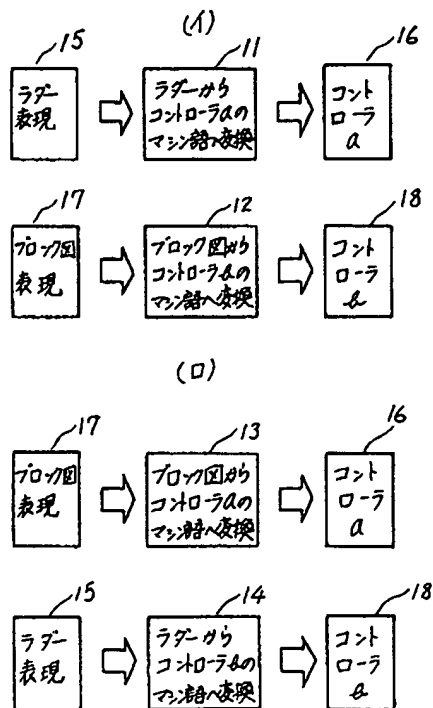 (イ)
15
11
16
ラダー
表現
ラダーから
コントローラaの
マシン語へ変換
コント
ローラ
a
17
12
18
ブロック図
表現
ブロック図から
コントローラbの
マシン語へ変換
コント
ローラ
b
(ロ)
17
13
16
ブロック図
表現
ブロック図から
コントローラaの
マシン語へ変換
コント
ローラ
a
15
14
18
ラダー
表現
ラダーから
コントローラbの
マシン語へ変換
コント
ローラ
b